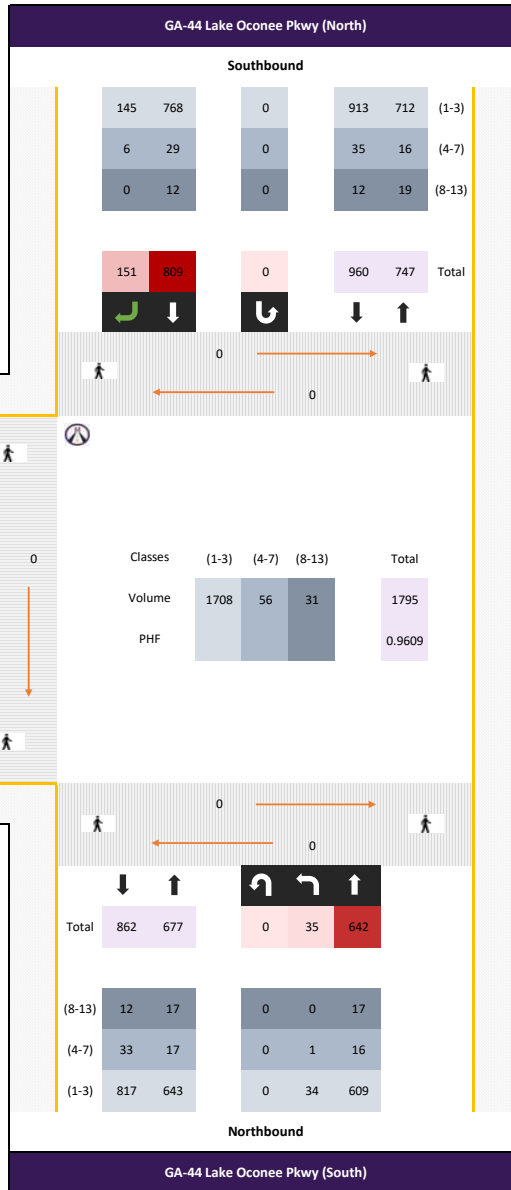 GA-44 Lake Oconee Pkwy (North)
Southbound
145 768 0 913 712 (1-3)
6 29 0 35 16 (4-7)
0 12 0 12 19 (8-13)
151 809 0 960 747 Total
0
0
0
Classes (1-3) (4-7) (8-13) Total
Volume 1708 56 31 1795
PHF 0.9609
0
0
Total 862 677 0 35 642
(8-13) 12 17 0 0 17
(4-7) 33 17 0 1 16
(1-3) 817 643 0 34 609
Northbound
GA-44 Lake Oconee Pkwy (South)